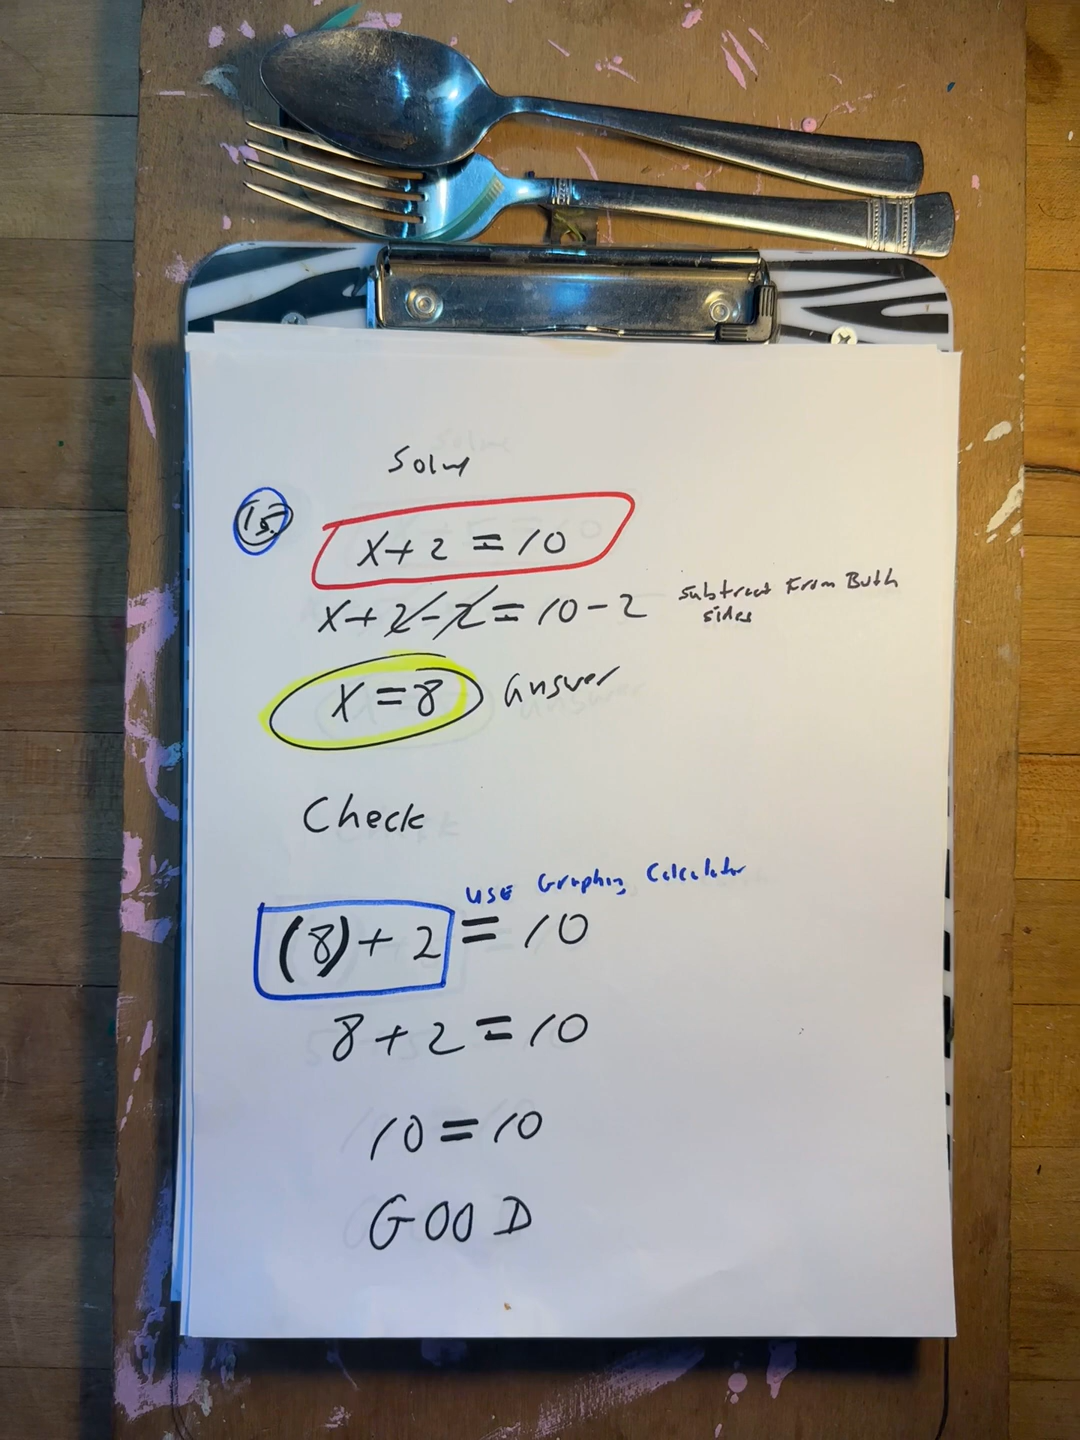 Solve
15.
x + 2 = 10
x + 2 - 2 = 10 - 2 Subtract From Both
sides
x = 8 answer
Check
USE Graphing Calculator
(8) + 2 = 10
8 + 2 = 10
10 = 10
GOOD